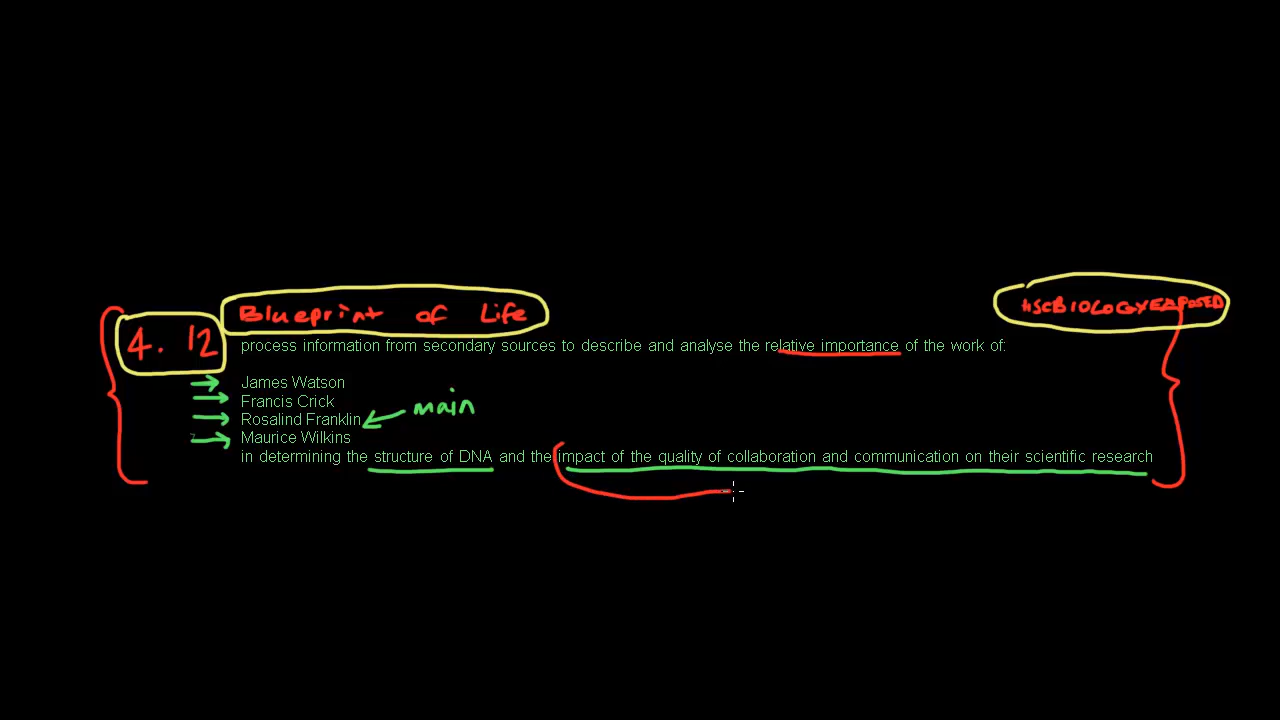 Blueprint of Life
HSCBIOLOGYEXPOSED
4. 12
process information from secondary sources to describe and analyse the relative importance of the work of:
James Watson
Francis Crick
Rosalind Franklin
main
Maurice Wilkins
in determining the structure of DNA and the impact of the quality of collaboration and communication on their scientific research